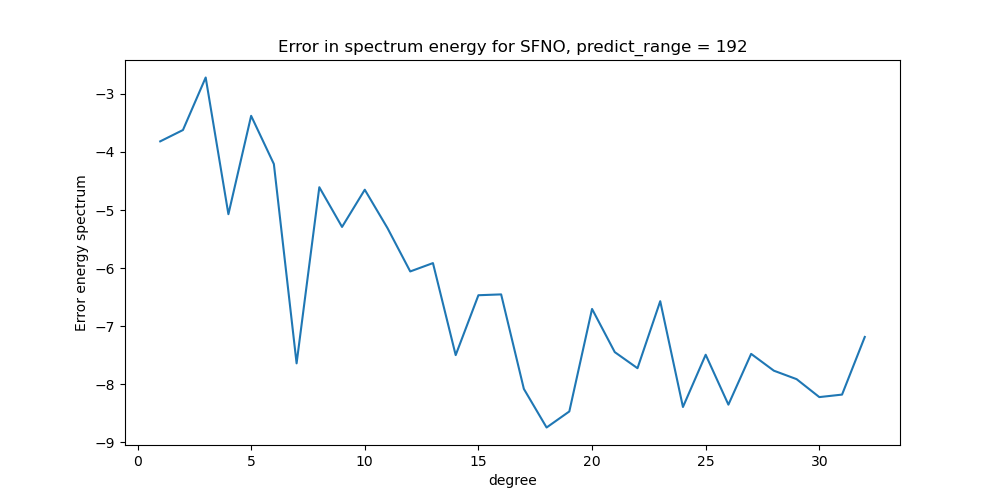 Error in spectrum energy for SFNO, predict_range = 192
Error energy spectrum
−3
−4
−5
−6
−7
−8
−9
0 5 10 15 20 25 30
degree